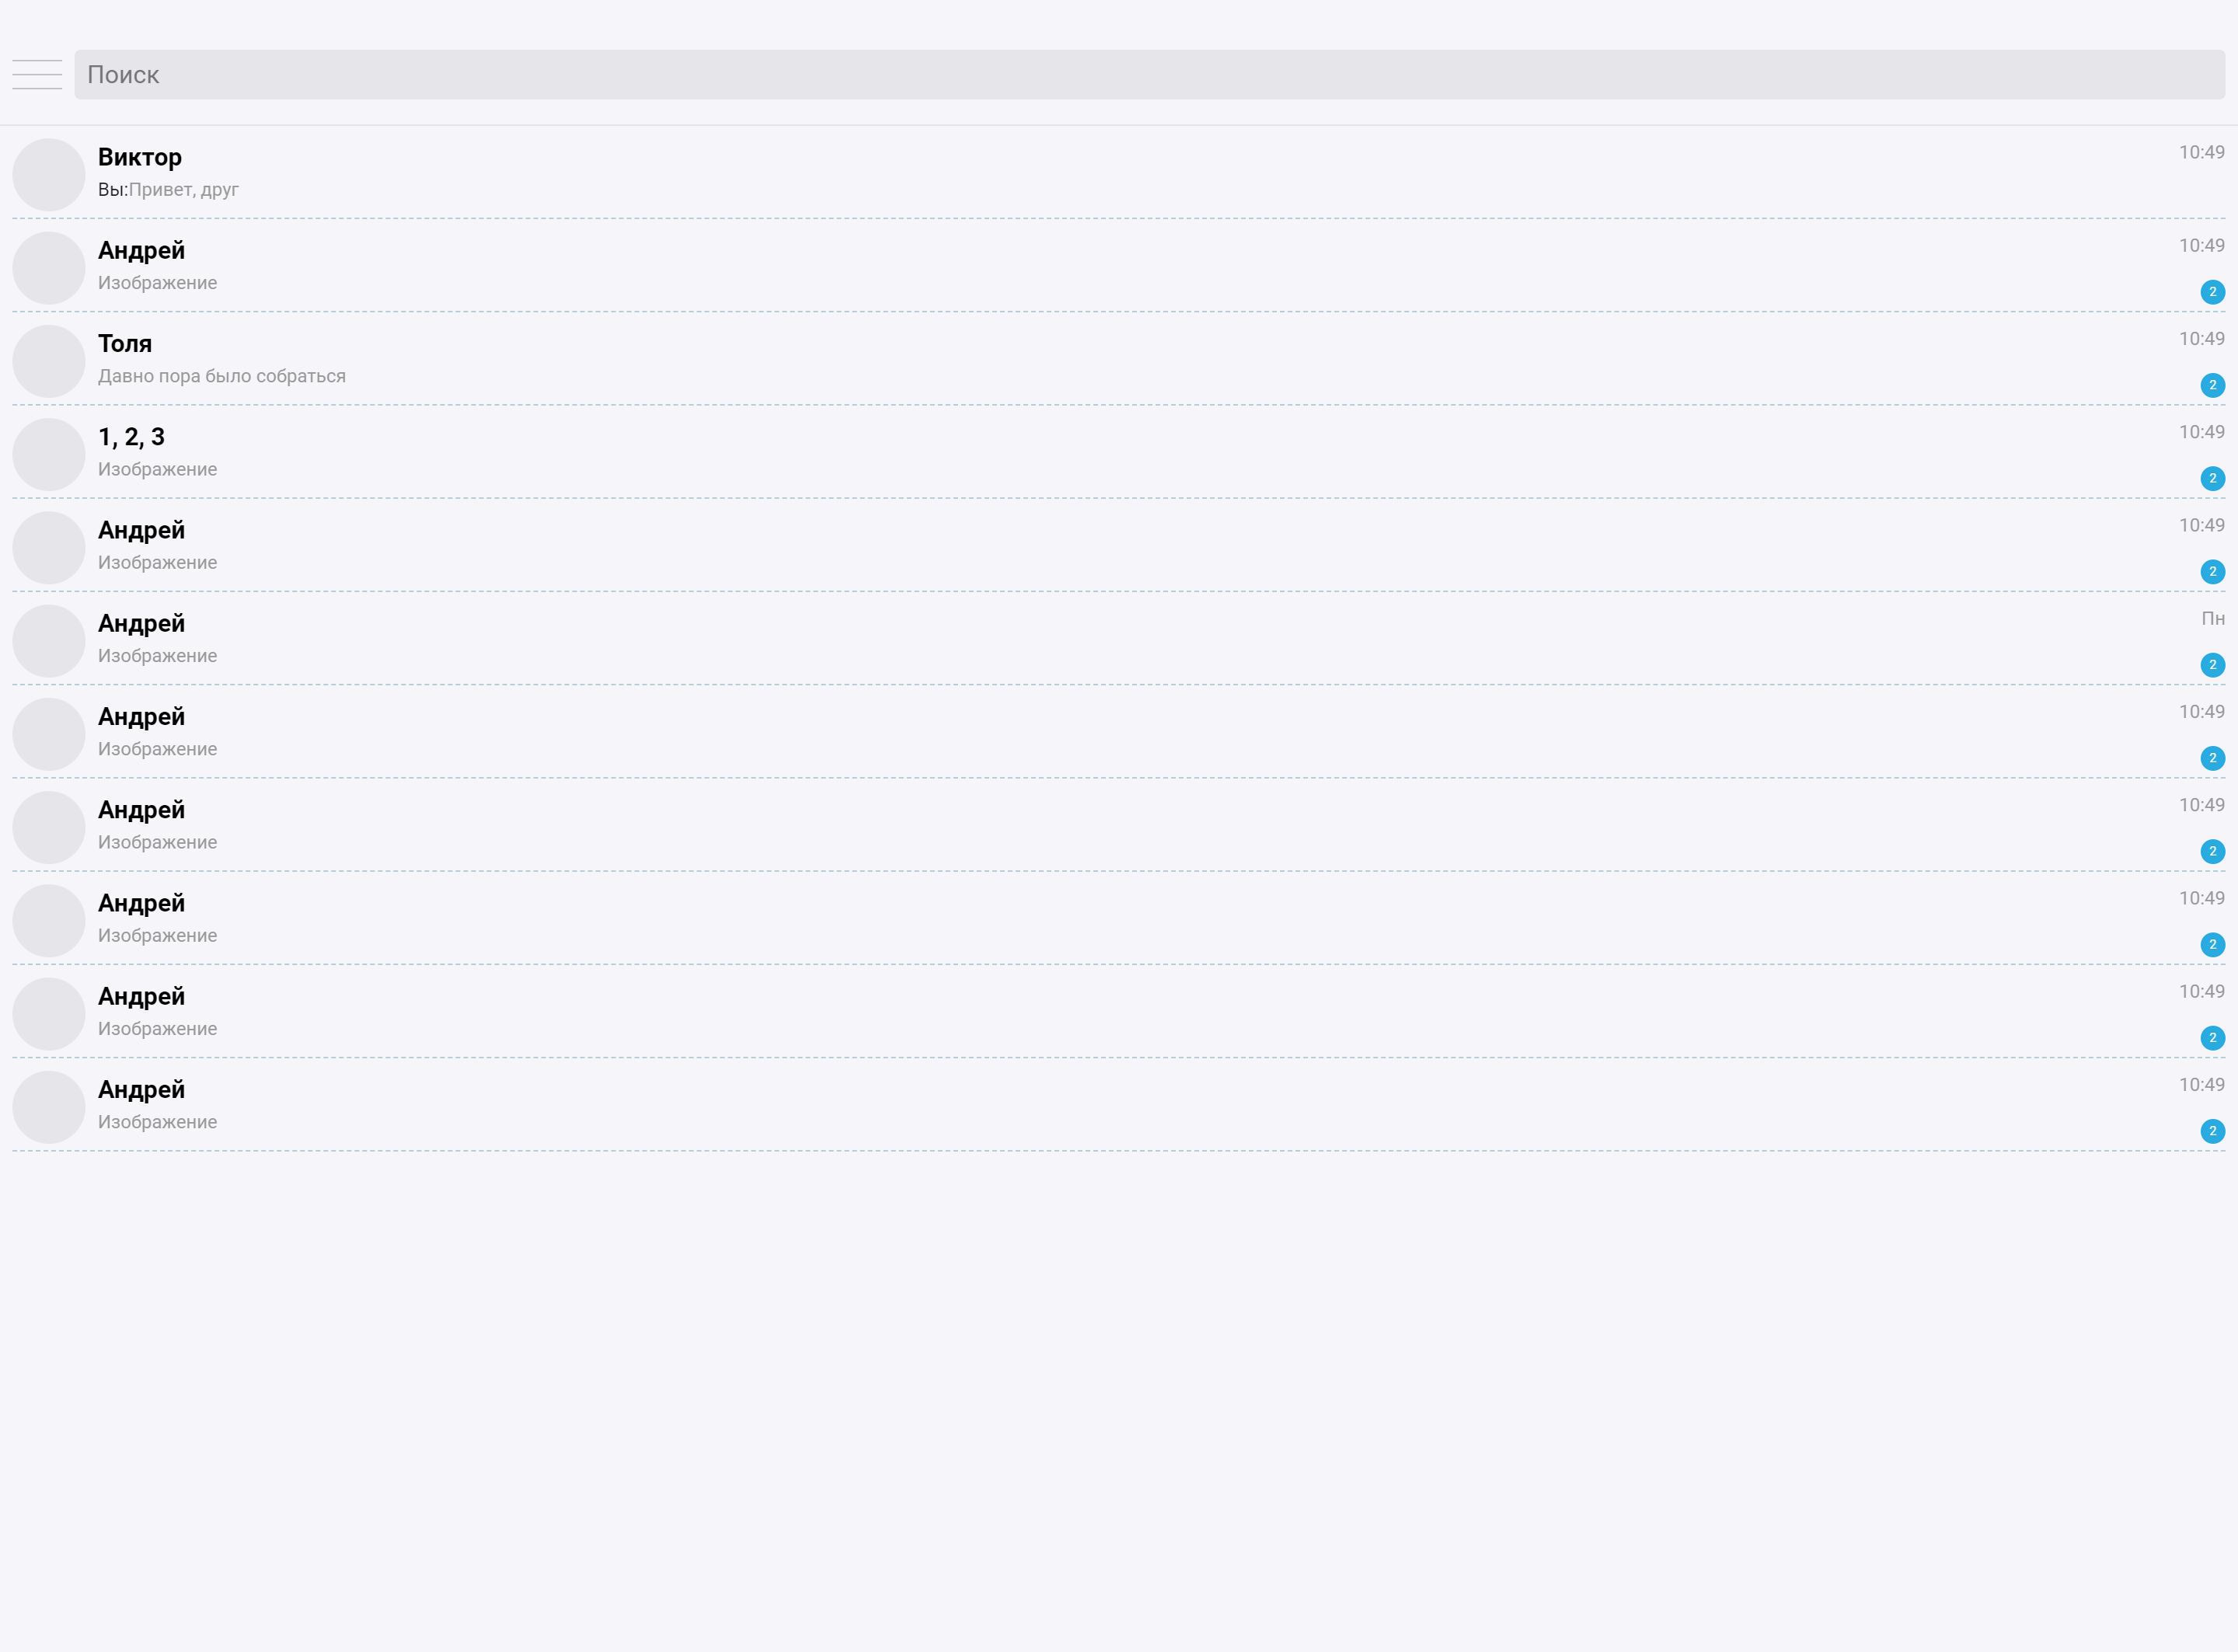 Поиск
Виктор
10:49
Вы:Привет, друг
Андрей
10:49
Изображение
2
Толя
10:49
Давно пора было собраться
2
1, 2, 3
10:49
Изображение
2
Андрей
10:49
Изображение
2
Андрей
Пн
Изображение
2
Андрей
10:49
Изображение
2
Андрей
10:49
Изображение
2
Андрей
10:49
Изображение
2
Андрей
10:49
Изображение
2
Андрей
10:49
Изображение
2